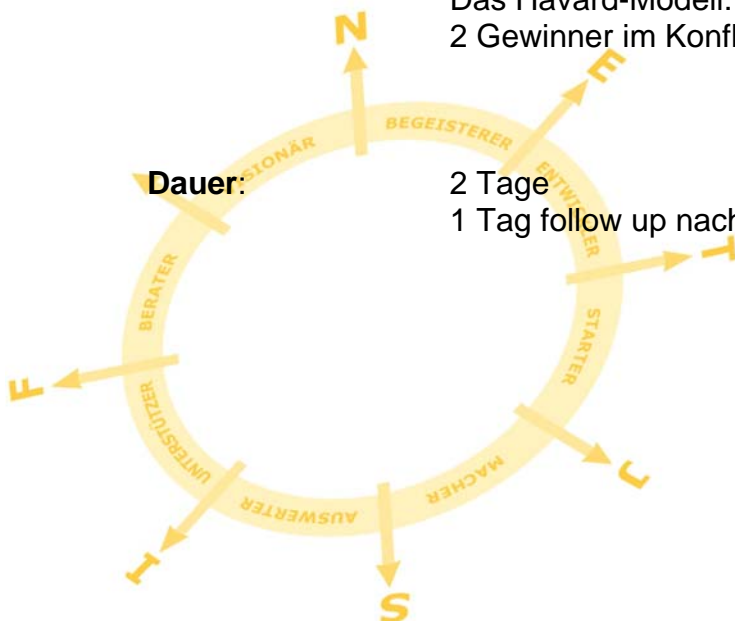 Das Havard-Modell:
2 Gewinner im Konfl
N
E
BEGEISTERER
SIONÄR
ENTWICKLER
Dauer: 2 Tage
1 Tag follow up nach
T
BERATER
STARTER
F
UNTERSTÜTZER
MACHER
J
AUSWERTER
I
S